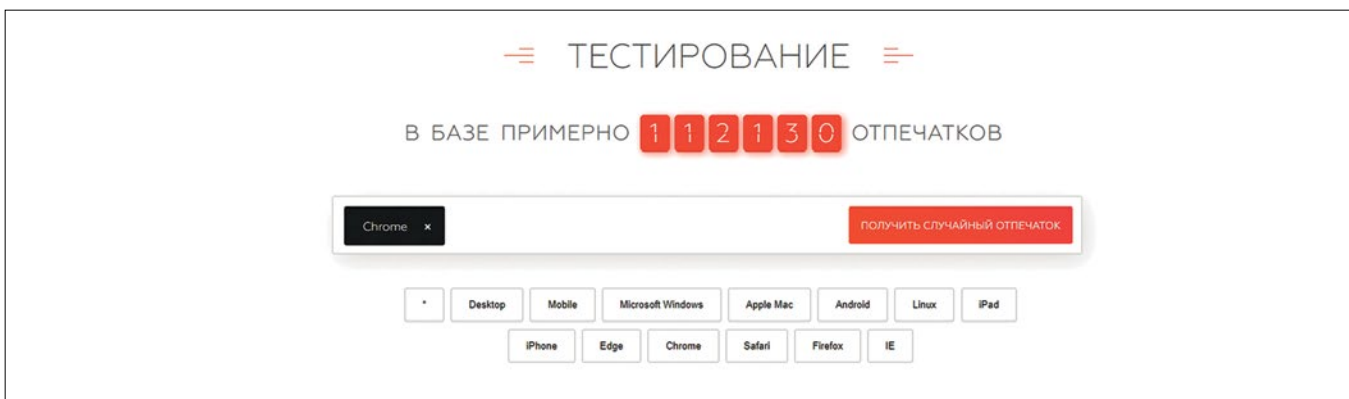 ТЕСТИРОВАНИЕ
В БАЗЕ ПРИМЕРНО 112130 ОТПЕЧАТКОВ
Chrome × ПОЛУЧИТЬ СЛУЧАЙНЫЙ ОТПЕЧАТОК
* Desktop Mobile Microsoft Windows Apple Mac Android Linux iPad
iPhone Edge Chrome Safari Firefox IE